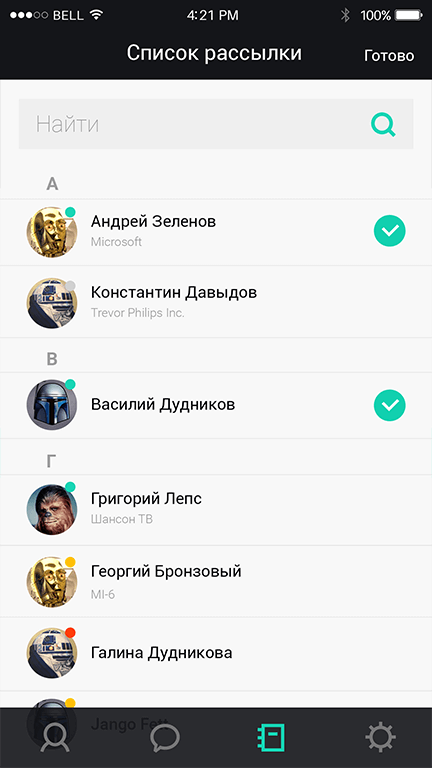 BELL 4:21 PM 100%
Список рассылки Готово
Найти
А
Андрей Зеленов
Microsoft
Константин Давыдов
Trevor Philips Inc.
В
Василий Дудников
Г
Григорий Лепс
Шансон ТВ
Георгий Бронзовый
MI-6
Галина Дудникова
Jango Fett